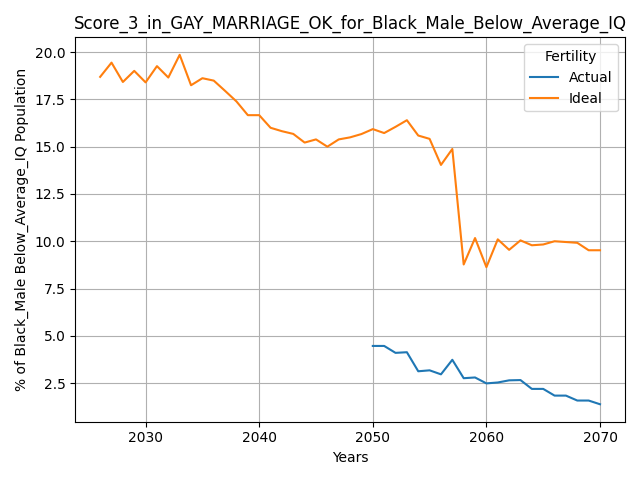 Score_3_in_GAY_MARRIAGE_OK_for_Black_Male_Below_Average_IQ
Fertility
Actual
Ideal
% of Black_Male Below_Average_IQ Population
20.0
17.5
15.0
12.5
10.0
7.5
5.0
2.5
2030 2040 2050 2060 2070
Years